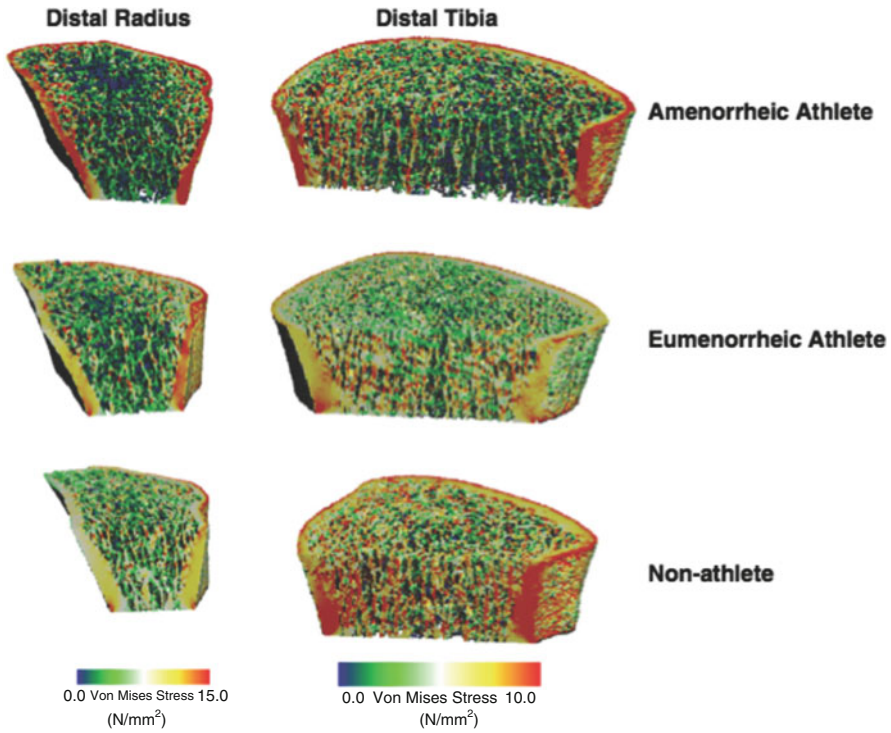 Distal Radius
Distal Tibia
Amenorrheic Athlete
Eumenorrheic Athlete
Non-athlete
0.0 Von Mises Stress 15.0
(N/mm²)
0.0 Von Mises Stress 10.0
(N/mm²)